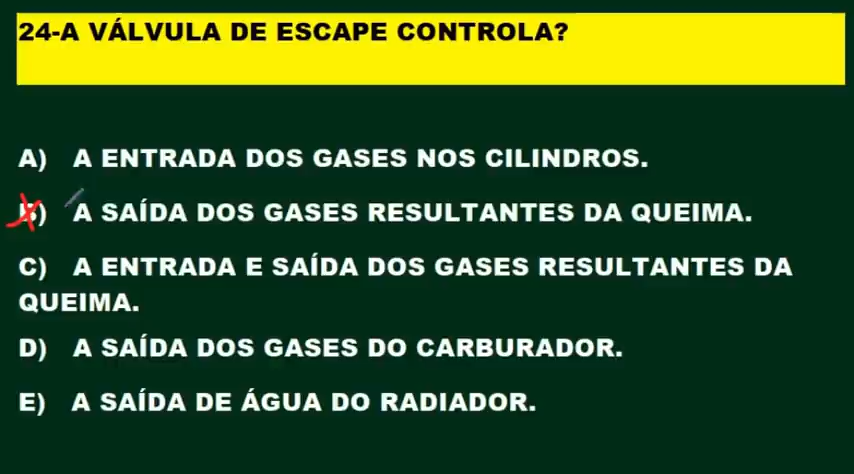 24-A VÁLVULA DE ESCAPE CONTROLA?
A) A ENTRADA DOS GASES NOS CILINDROS.
B) A SAÍDA DOS GASES RESULTANTES DA QUEIMA.
C) A ENTRADA E SAÍDA DOS GASES RESULTANTES DA
QUEIMA.
D) A SAÍDA DOS GASES DO CARBURADOR.
E) A SAÍDA DE ÁGUA DO RADIADOR.